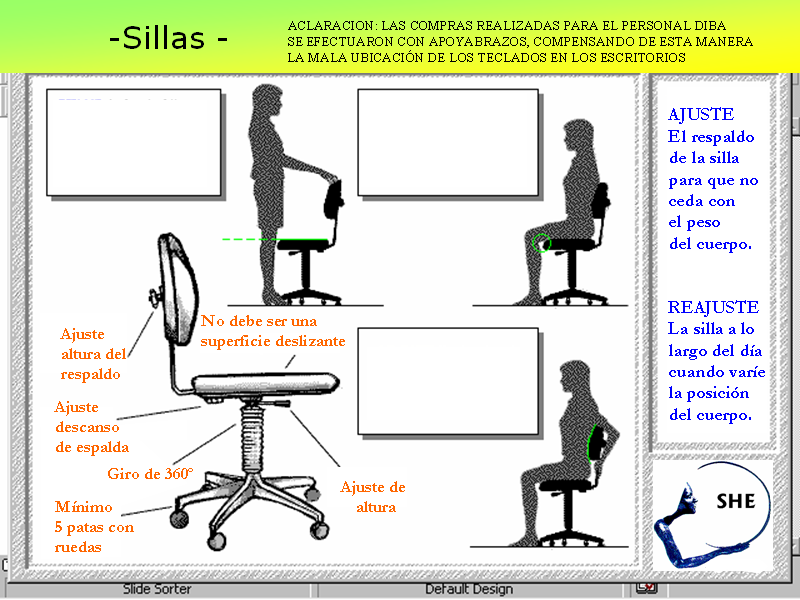 -Sillas -
ACLARACION: LAS COMPRAS REALIZADAS PARA EL PERSONAL DIBA
SE EFECTUARON CON APOYABRAZOS, COMPENSANDO DE ESTA MANERA
LA MALA UBICACIÓN DE LOS TECLADOS EN LOS ESCRITORIOS
AJUSTE
El respaldo
de la silla
para que no
ceda con
el peso
del cuerpo.
REAJUSTE
La silla a lo
largo del día
cuando varíe
la posición
del cuerpo.
No debe ser una
superficie deslizante
Ajuste
altura del
respaldo
Ajuste
descanso
de espalda
Giro de 360°
Mínimo
5 patas con
ruedas
Ajuste de
altura
SHE
Slide Sorter
Default Design